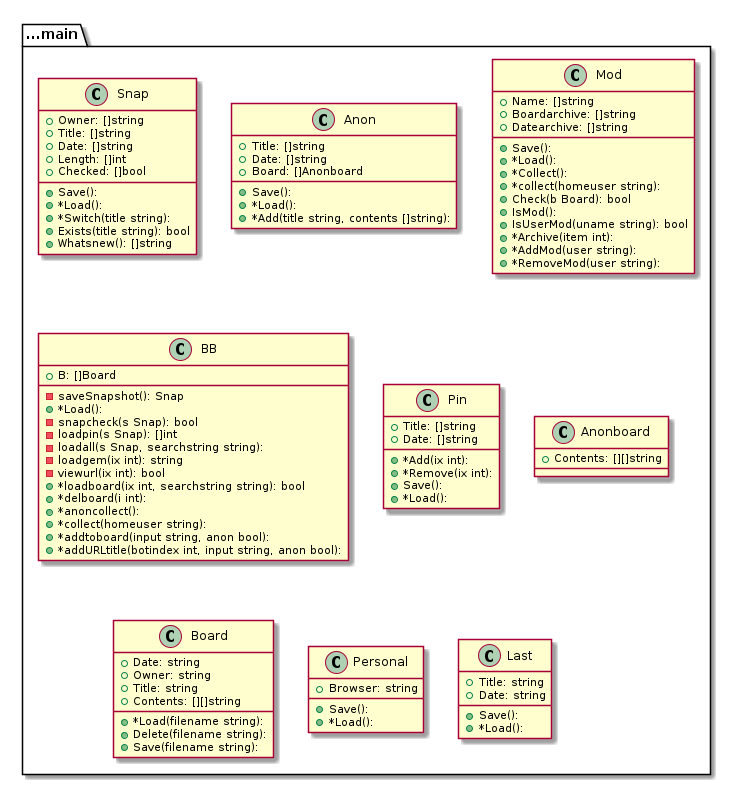 ...main
C Snap
Owner: []string
Title: []string
Date: []string
Length: []int
Checked: []bool
Save():
*Load():
*Switch(title string):
Exists(title string): bool
Whatsnew(): []string
C Anon
Title: []string
Date: []string
Board: []Anonboard
Save():
*Load():
*Add(title string, contents []string):
C Mod
Name: []string
Boardarchive: []string
Datearchive: []string
Save():
*Load():
*Collect():
*collect(homeuser string):
Check(b Board): bool
IsMod():
IsUserMod(uname string): bool
*Archive(item int):
*AddMod(user string):
*RemoveMod(user string):
C BB
B: []Board
saveSnapshot(): Snap
*Load():
snapcheck(s Snap): bool
loadpin(s Snap): []int
loadall(s Snap, searchstring string):
loadgem(ix int): string
viewurl(ix int): bool
*loadboard(ix int, searchstring string): bool
*delboard(i int):
*anoncollect():
*collect(homeuser string):
*addtoboard(input string, anon bool):
*addURLtitle(botindex int, input string, anon bool):
C Pin
Title: []string
Date: []string
*Add(ix int):
*Remove(ix int):
Save():
*Load():
C Anonboard
Contents: [][]string
C Board
Date: string
Owner: string
Title: string
Contents: [][]string
*Load(filename string):
Delete(filename string):
Save(filename string):
C Personal
Browser: string
Save():
*Load():
C Last
Title: string
Date: string
Save():
*Load():